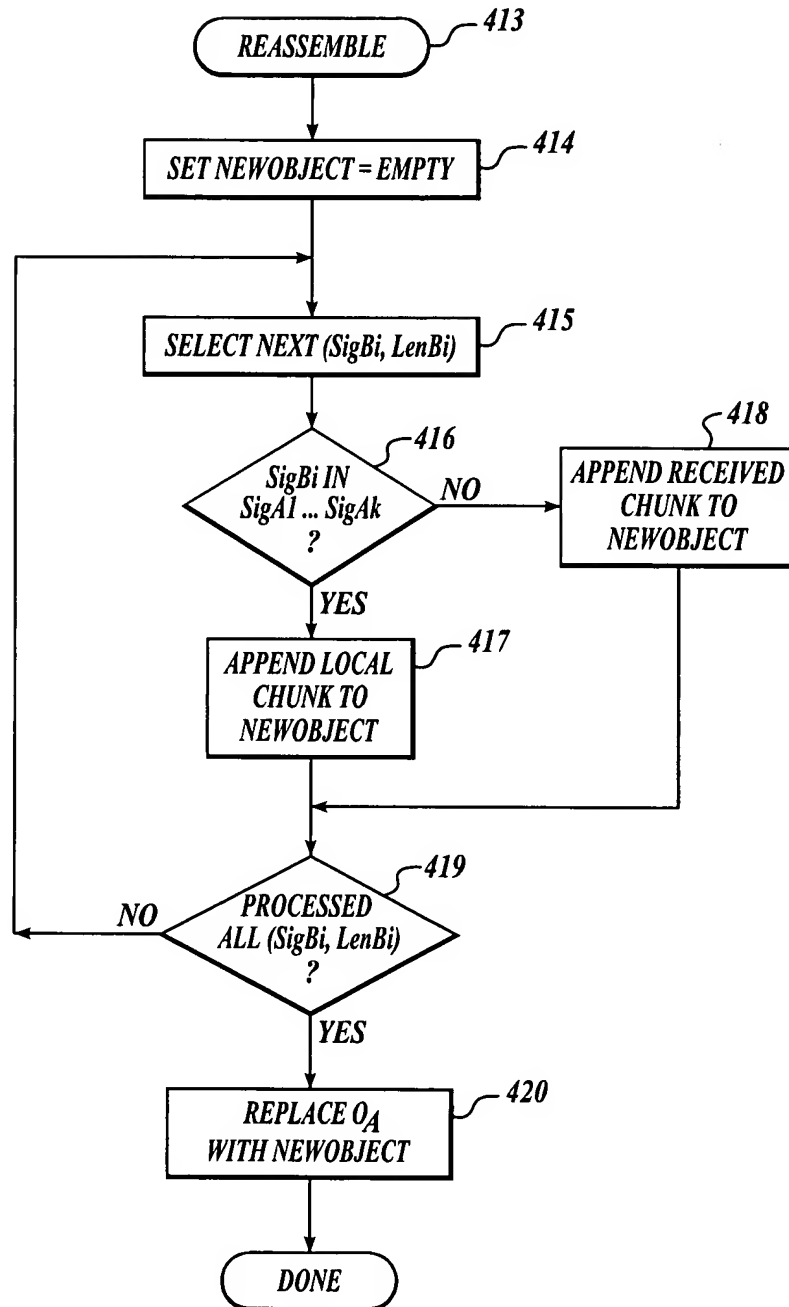 REASSEMBLE
413
SET NEWOBJECT = EMPTY
414
SELECT NEXT (SigBi, LenBi)
415
416
SigBi IN
SigA1 ... SigAk
?
NO
YES
418
APPEND RECEIVED
CHUNK TO
NEWOBJECT
417
APPEND LOCAL
CHUNK TO
NEWOBJECT
419
PROCESSED
ALL (SigBi, LenBi)
?
NO
YES
REPLACE OA
WITH NEWOBJECT
420
DONE